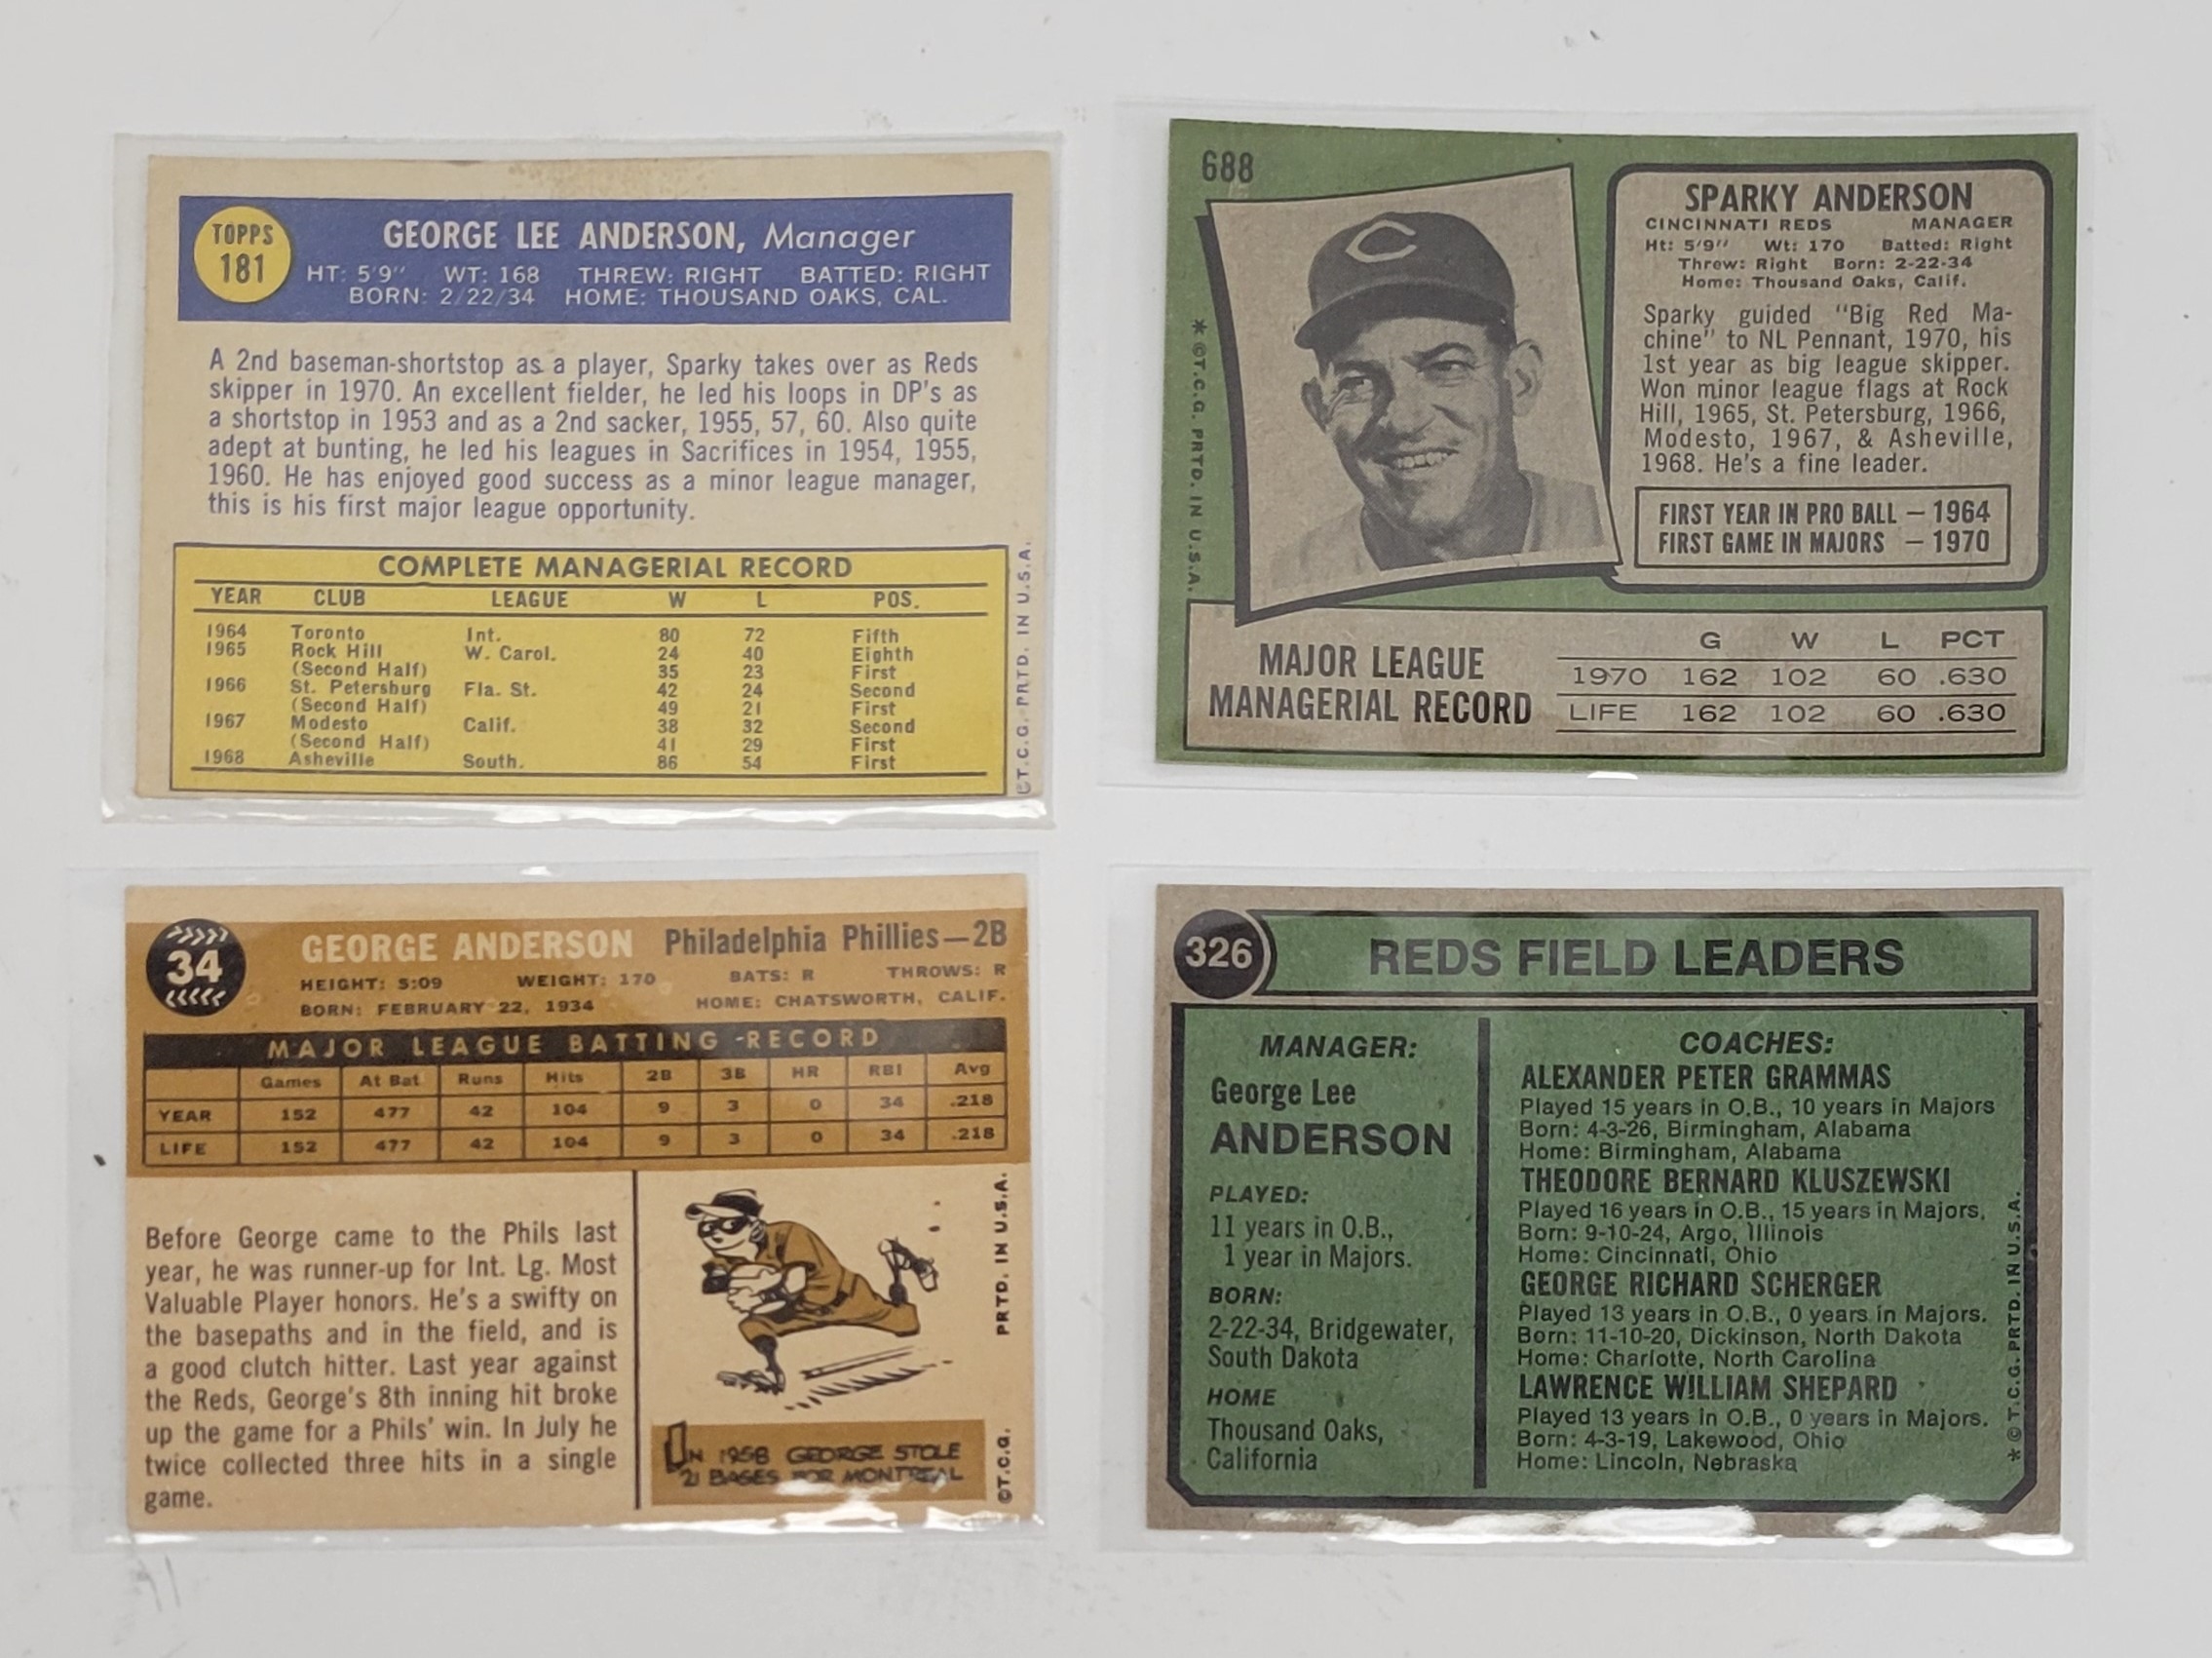 TOPPS
181
GEORGE LEE ANDERSON, Manager
HT: 5'9" WT: 168 THREW: RIGHT BATTED: RIGHT
BORN: 2/22/34 HOME: THOUSAND OAKS, CAL.
A 2nd baseman-shortstop as a player, Sparky takes over as Reds
skipper in 1970. An excellent fielder, he led his loops in DP's as
a shortstop in 1953 and as a 2nd sacker, 1955, 57, 60. Also quite
adept at bunting, he led his leagues in Sacrifices in 1954, 1955,
1960. He has enjoyed good success as a minor league manager,
this is his first major league opportunity.
COMPLETE MANAGERIAL RECORD
YEAR CLUB LEAGUE W L POS.
1964 Toronto Int. 80 72 Fifth
1965 Rock Hill W. Carol. 24 40 Eighth
(Second Half) 35 23 First
1966 St. Petersburg Fla. St. 42 24 Second
(Second Half) 49 21 First
1967 Modesto Calif. 38 32 Second
(Second Half) 41 29 First
1968 Asheville South. 86 54 First
©T.C.G. PRTD. IN U.S.A.
688
SPARKY ANDERSON
CINCINNATI REDS MANAGER
Ht: 5'9" Wt: 170 Batted: Right
Threw: Right Born: 2-22-34
Home: Thousand Oaks, Calif.
Sparky guided "Big Red Ma-
chine" to NL Pennant, 1970, his
1st year as big league skipper.
Won minor league flags at Rock
Hill, 1965, St. Petersburg, 1966,
Modesto, 1967, & Asheville,
1968. He's a fine leader.
FIRST YEAR IN PRO BALL – 1964
FIRST GAME IN MAJORS – 1970
C
* ©T.C.G. PRTD. IN U.S.A.
MAJOR LEAGUE
MANAGERIAL RECORD
G W L PCT
1970 162 102 60 .630
LIFE 162 102 60 .630
34
GEORGE ANDERSON Philadelphia Phillies—2B
HEIGHT: 5:09 WEIGHT: 170 BATS: R THROWS: R
BORN: FEBRUARY 22, 1934 HOME: CHATSWORTH, CALIF.
MAJOR LEAGUE BATTING RECORD
Games At Bat Runs Hits 2B 3B HR RBI Avg
YEAR 152 477 42 104 9 3 0 34 .218
LIFE 152 477 42 104 9 3 0 34 .218
Before George came to the Phils last
year, he was runner-up for Int. Lg. Most
Valuable Player honors. He's a swifty on
the basepaths and in the field, and is
a good clutch hitter. Last year against
the Reds, George's 8th inning hit broke
up the game for a Phils' win. In July he
twice collected three hits in a single
game.
IN 1958 GEORGE STOLE
21 BASES FOR MONTREAL
©T.C.G. PRTD. IN U.S.A.
326
REDS FIELD LEADERS
MANAGER:
George Lee
ANDERSON
PLAYED:
11 years in O.B.,
1 year in Majors.
BORN:
2-22-34, Bridgewater,
South Dakota
HOME
Thousand Oaks,
California
COACHES:
ALEXANDER PETER GRAMMAS
Played 15 years in O.B., 10 years in Majors
Born: 4-3-26, Birmingham, Alabama
Home: Birmingham, Alabama
THEODORE BERNARD KLUSZEWSKI
Played 16 years in O.B., 15 years in Majors.
Born: 9-10-24, Argo, Illinois
Home: Cincinnati, Ohio
GEORGE RICHARD SCHERGER
Played 13 years in O.B., 0 years in Majors.
Born: 11-10-20, Dickinson, North Dakota
Home: Charlotte, North Carolina
LAWRENCE WILLIAM SHEPARD
Played 13 years in O.B., 0 years in Majors.
Born: 4-3-19, Lakewood, Ohio
Home: Lincoln, Nebraska
* © T.C.G. PRTD. IN U.S.A.